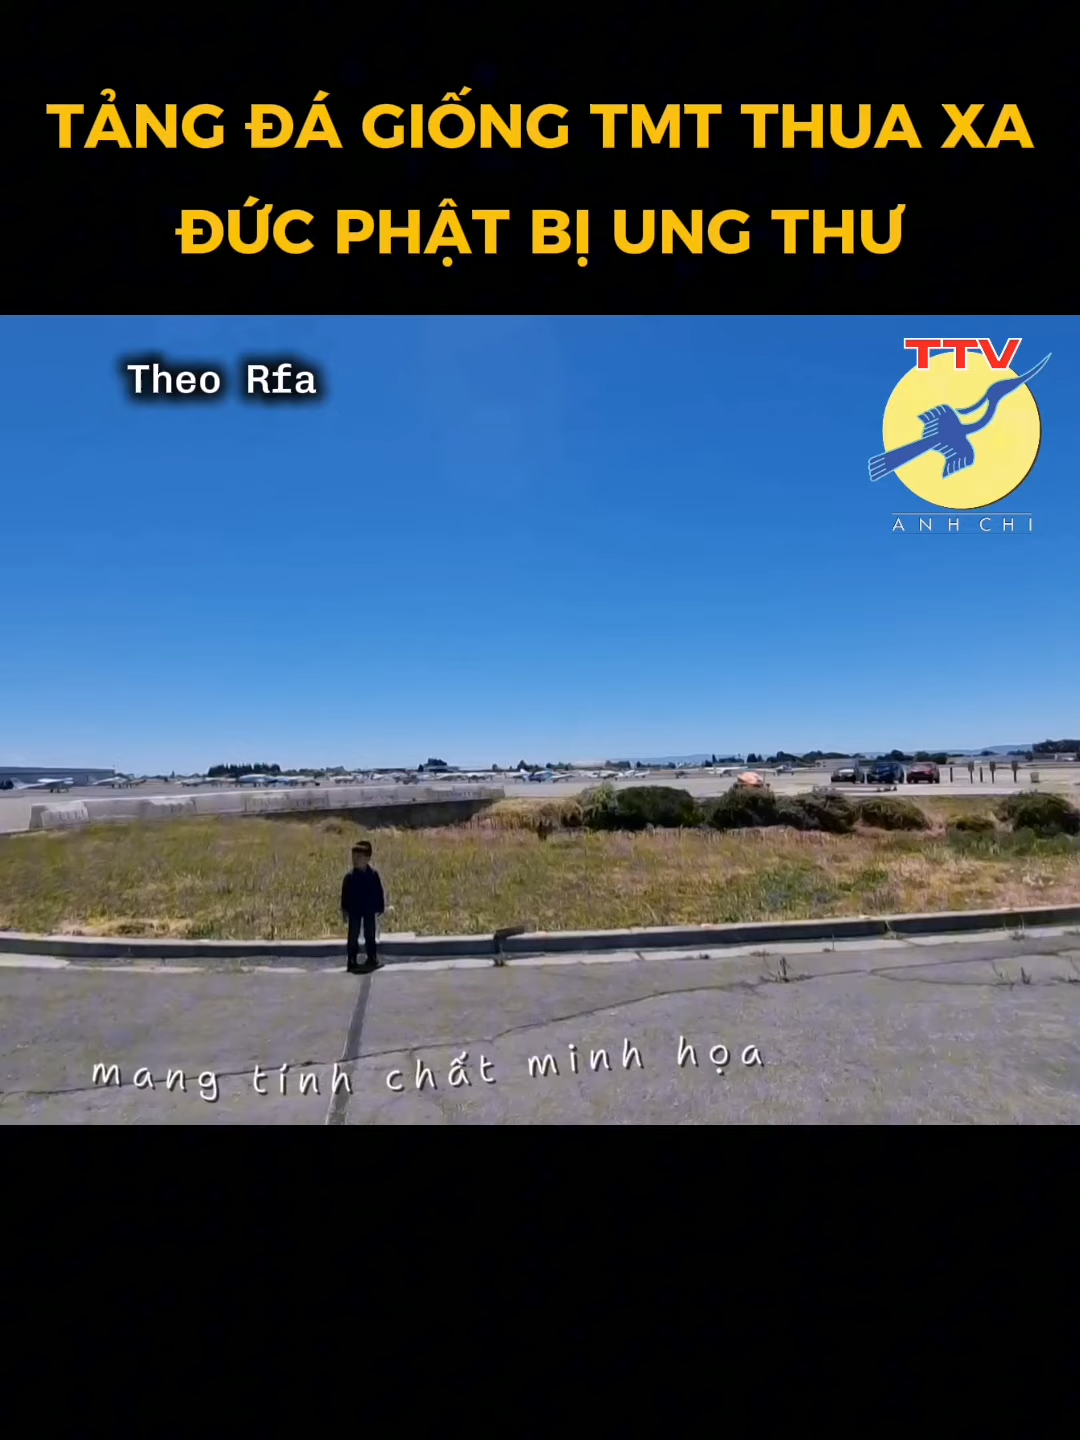 TẢNG ĐÁ GIỐNG TMT THUA XA
ĐỨC PHẬT BỊ UNG THƯ
Theo Rfa
TTV
ANH CHI
mang tính chất minh họa